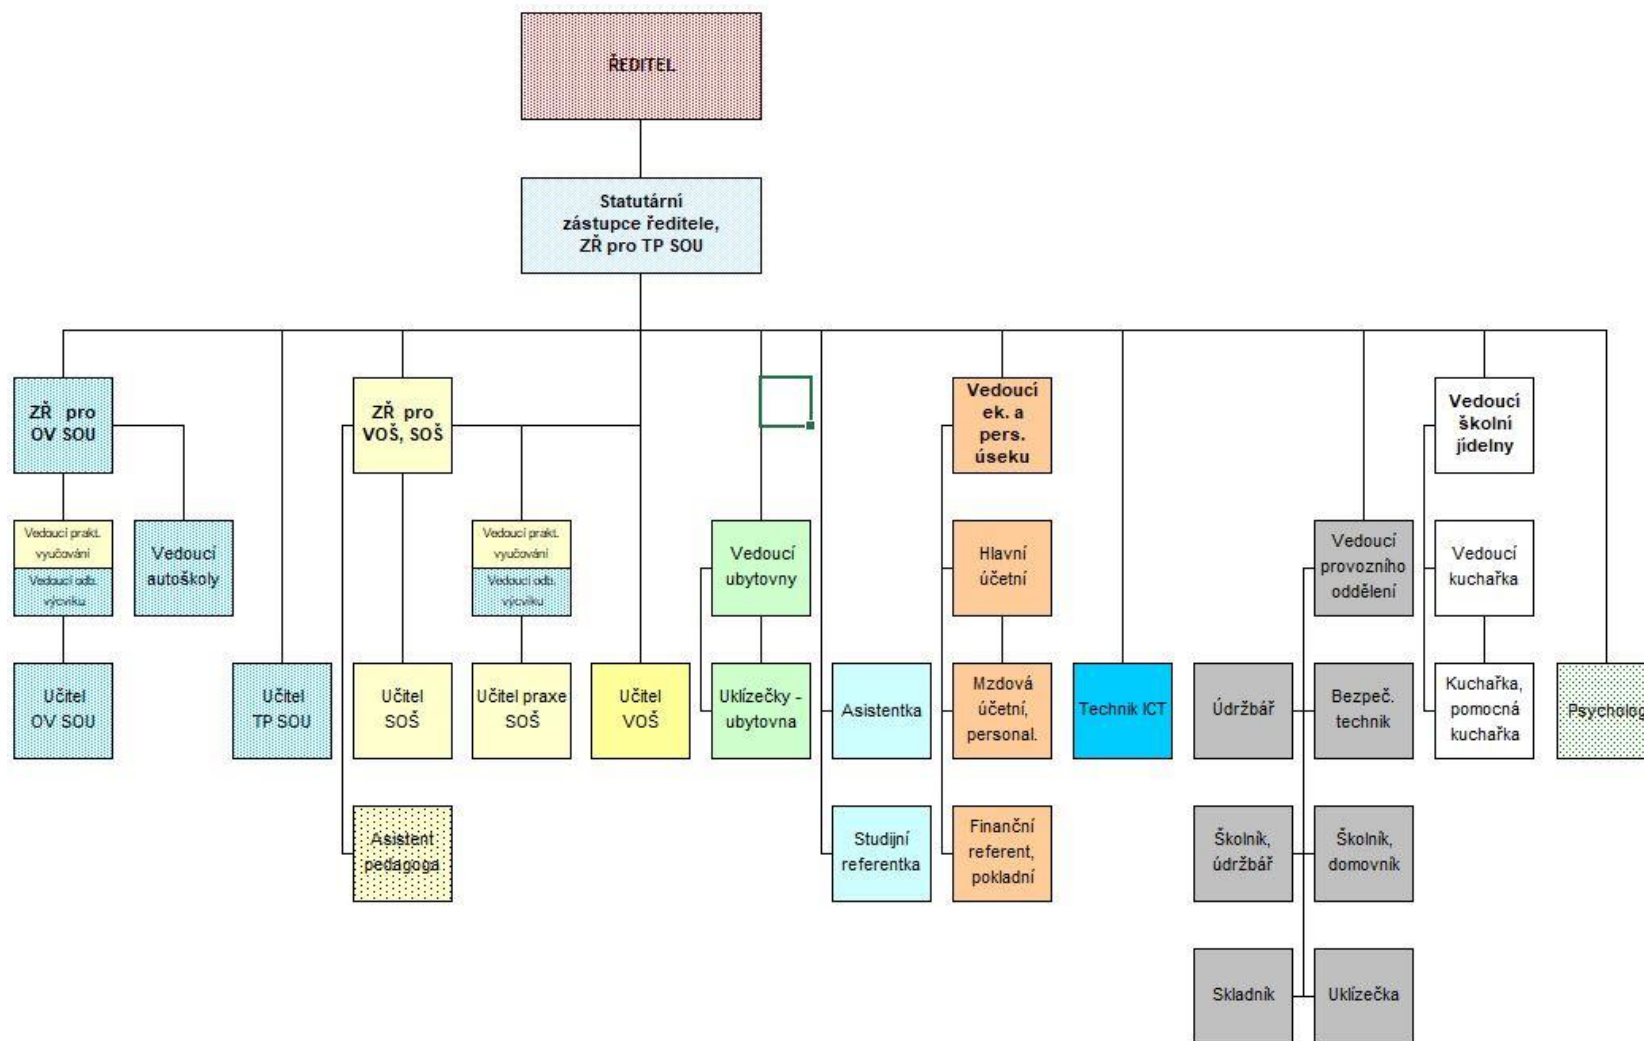 ŘEDITEL
Statutární
zástupce ředitele,
ZŘ pro TP SOU
ZŘ pro
OV SOU
ZŘ pro
VOŠ, SOŠ
Vedoucí
ek. a
pers.
úseku
Vedoucí
školní
jídelny
Vedoucí prakt.
vyučování
Vedoucí odb.
výcviku
Vedoucí
autoškoly
Vedoucí prakt.
vyučování
Vedoucí odb.
výcviku
Vedoucí
ubytovny
Hlavní
účetní
Vedoucí
provozního
oddělení
Vedoucí
kuchařka
Učitel
OV SOU
Učitel
TP SOU
Učitel
SOŠ
Učitel praxe
SOŠ
Učitel
VOŠ
Uklízečky -
ubytovna
Asistentka
Mzdová
účetní,
personal.
Technik ICT
Údržbář
Bezpeč.
technik
Kuchařka,
pomocná
kuchařka
Psycholog
Asistent
pedagoga
Studijní
referentka
Finanční
referent,
pokladní
Školník,
údržbář
Školník,
domovník
Skladník
Uklízečka